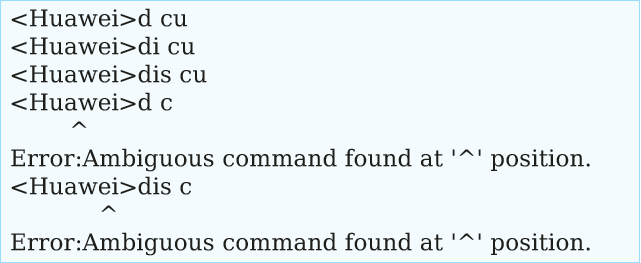 <Huawei>d cu
<Huawei>di cu
<Huawei>dis cu
<Huawei>d c
^
Error:Ambiguous command found at '^' position.
<Huawei>dis c
^
Error:Ambiguous command found at '^' position.